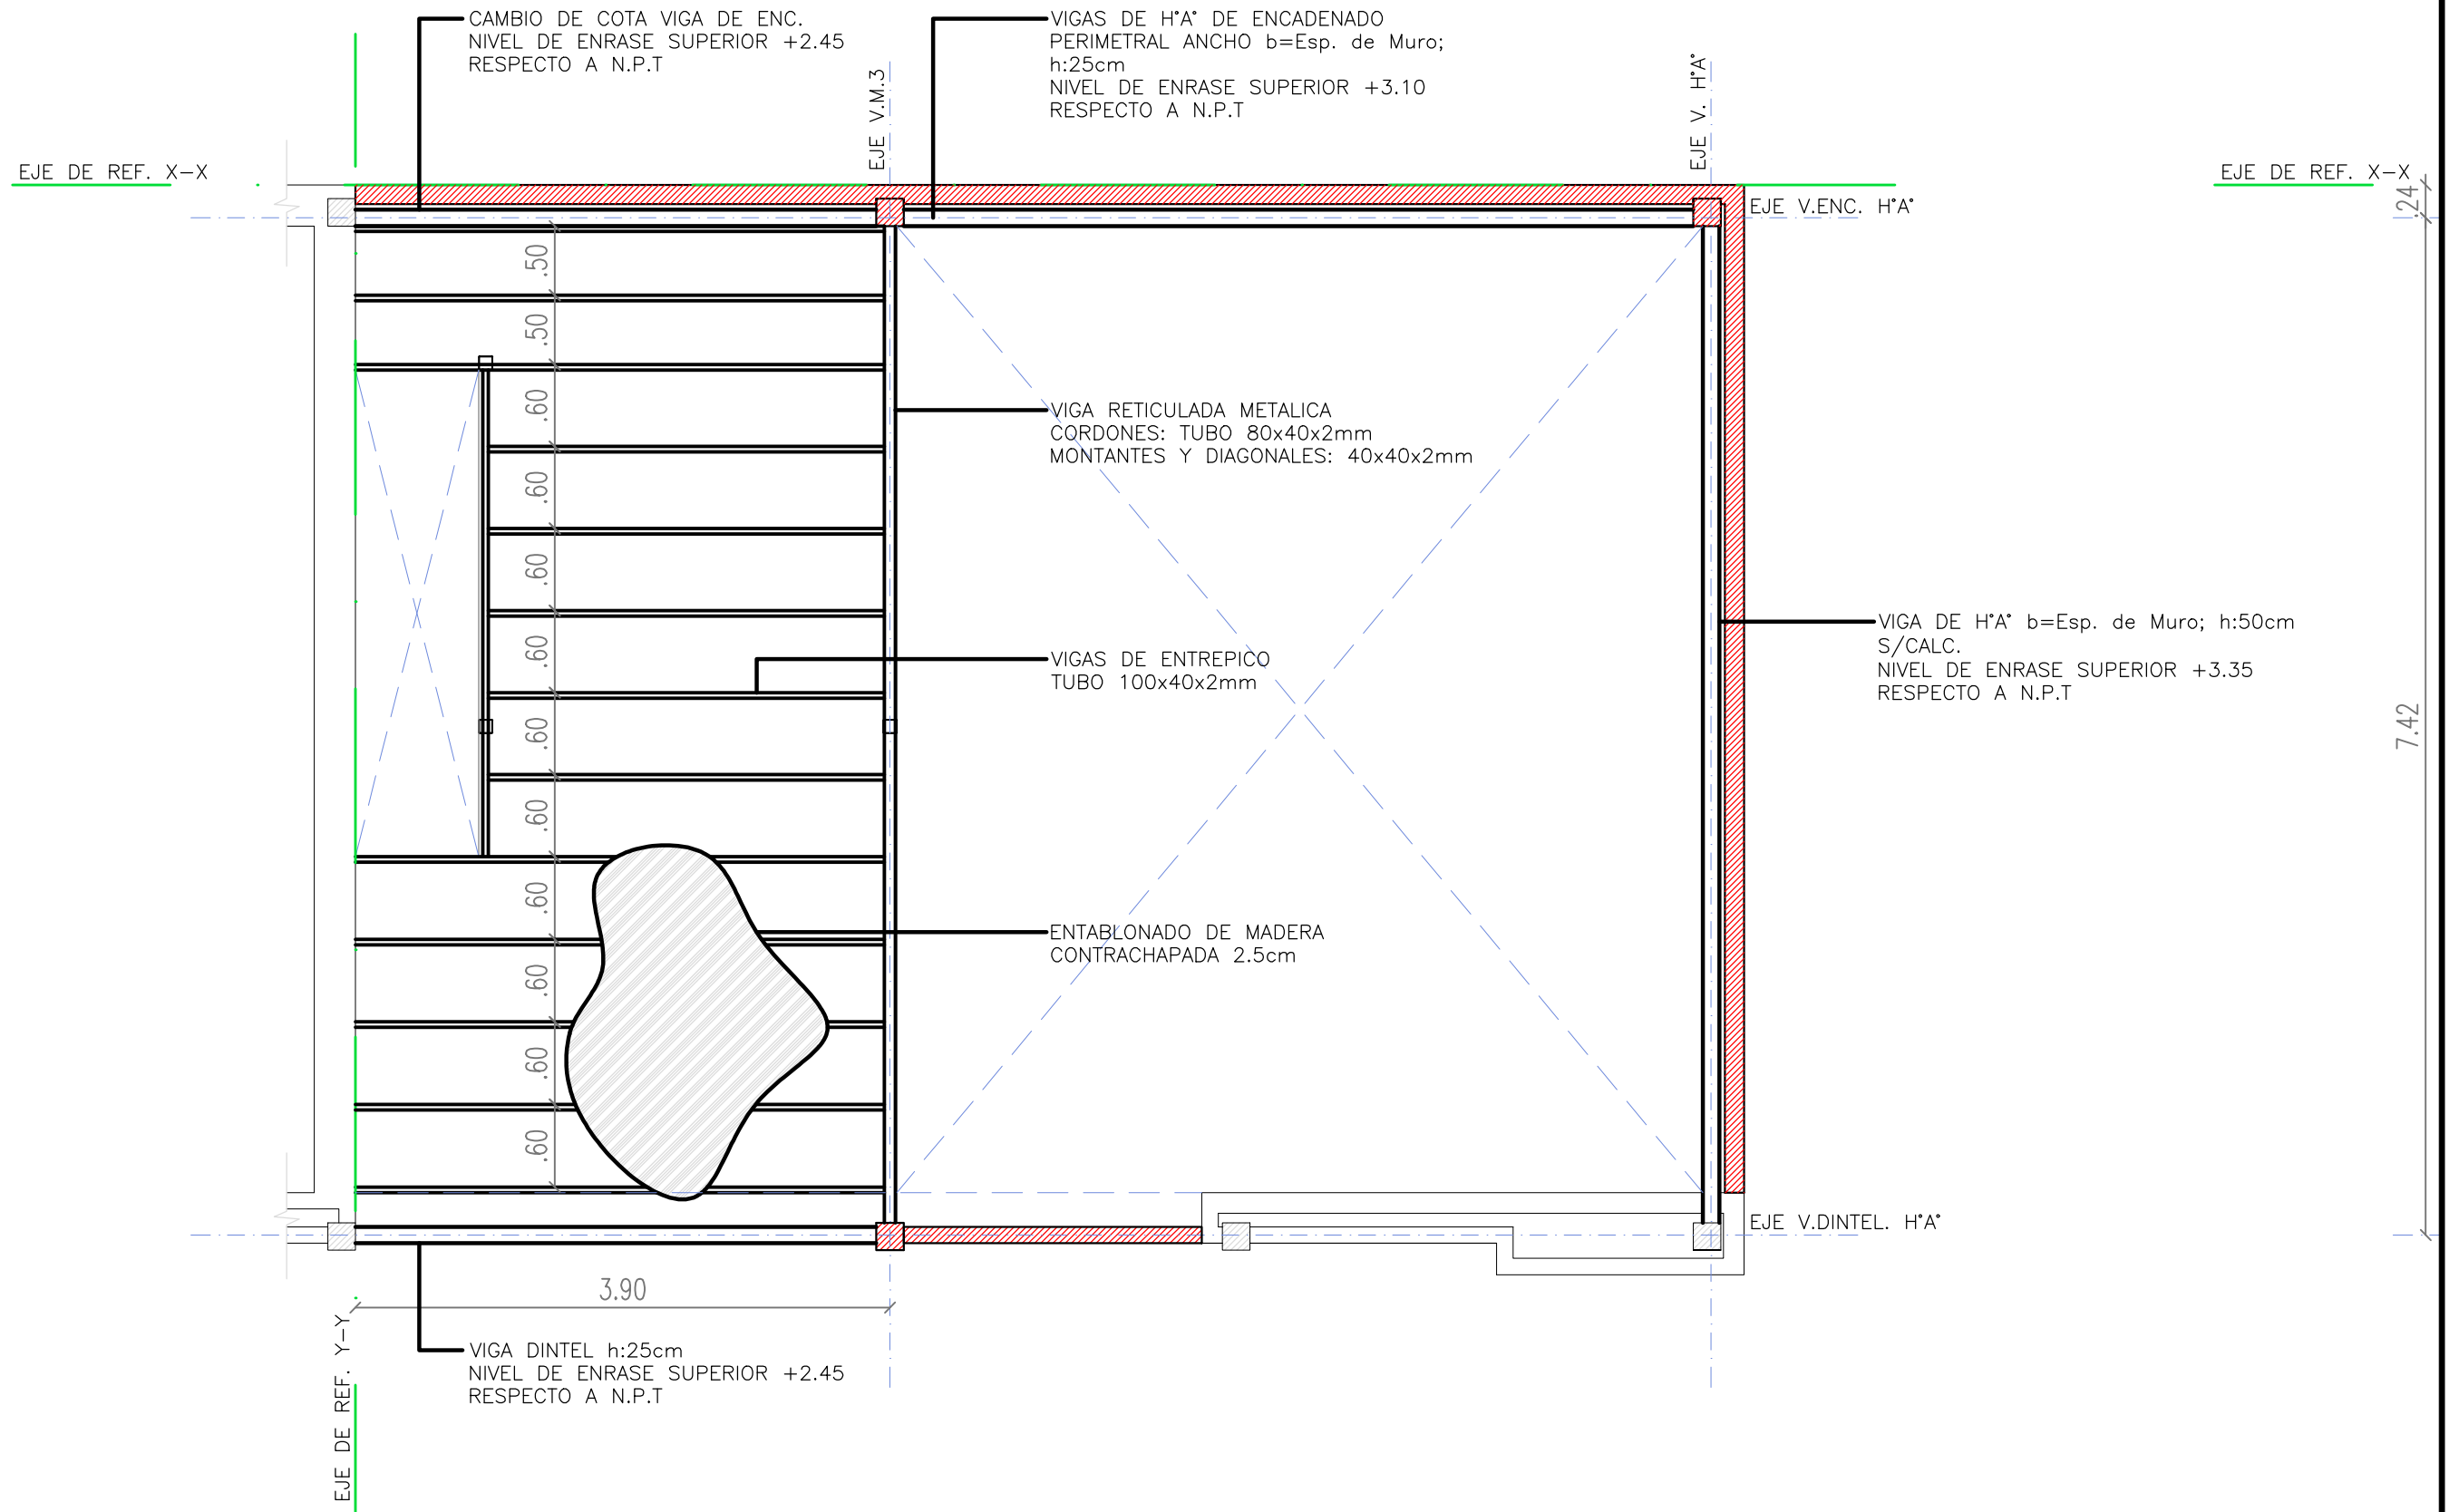 CAMBIO DE COTA VIGA DE ENC.
NIVEL DE ENRASE SUPERIOR +2.45
RESPECTO A N.P.T
VIGAS DE H°A° DE ENCADENADO
PERIMETRAL ANCHO b=Esp. de Muro;
h:25cm
NIVEL DE ENRASE SUPERIOR +3.10
RESPECTO A N.P.T
EJE V.M.3
EJE V. H°A°
EJE DE REF. X-X
EJE DE REF. X-X
.24
EJE V.ENC. H°A°
.50
.50
.60
.60
.60
.60
.60
.60
.60
.60
.60
.60
VIGA RETICULADA METALICA
CORDONES: TUBO 80x40x2mm
MONTANTES Y DIAGONALES: 40x40x2mm
VIGA DE H°A° b=Esp. de Muro; h:50cm
S/CALC.
NIVEL DE ENRASE SUPERIOR +3.35
RESPECTO A N.P.T
VIGAS DE ENTREPICO
TUBO 100x40x2mm
7.42
ENTABLONADO DE MADERA
CONTRACHAPADA 2.5cm
EJE V.DINTEL. H°A°
3.90
VIGA DINTEL h:25cm
NIVEL DE ENRASE SUPERIOR +2.45
RESPECTO A N.P.T
EJE DE REF. Y-Y